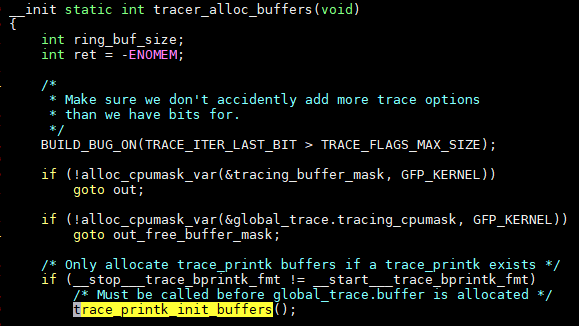 __init static int tracer_alloc_buffers(void)
{
    int ring_buf_size;
    int ret = -ENOMEM;

    /*
     * Make sure we don't accidently add more trace options
     * than we have bits for.
     */
    BUILD_BUG_ON(TRACE_ITER_LAST_BIT > TRACE_FLAGS_MAX_SIZE);

    if (!alloc_cpumask_var(&tracing_buffer_mask, GFP_KERNEL))
        goto out;

    if (!alloc_cpumask_var(&global_trace.tracing_cpumask, GFP_KERNEL))
        goto out_free_buffer_mask;

    /* Only allocate trace_printk buffers if a trace_printk exists */
    if (__stop___trace_bprintk_fmt != __start___trace_bprintk_fmt)
        /* Must be called before global_trace.buffer is allocated */
        trace_printk_init_buffers();